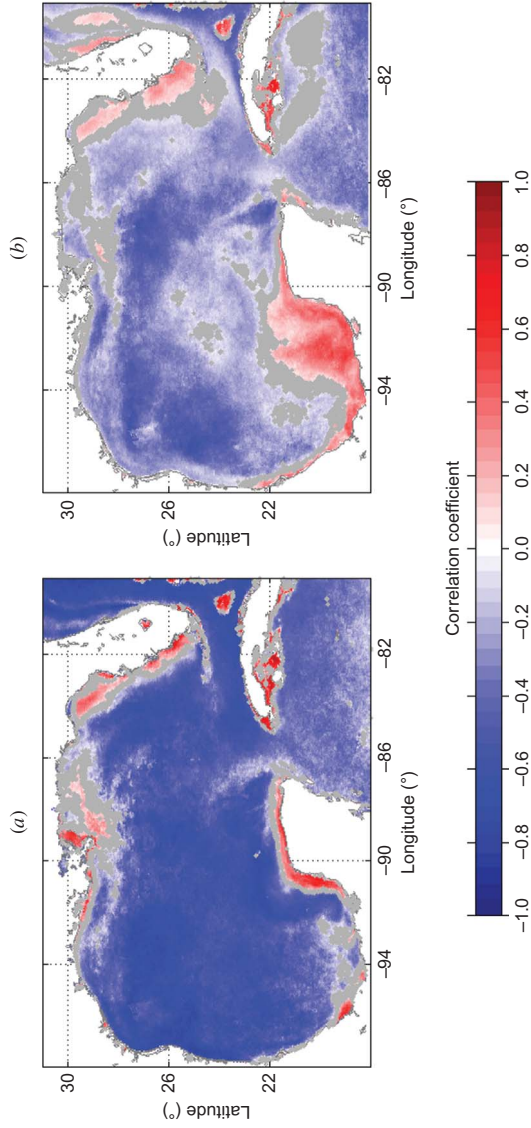 (a)
(b)
30
26
22
Latitude (°)
−94
−90
−86
−82
Longitude (°)
30
26
22
Latitude (°)
−94
−90
−86
−82
Longitude (°)
Correlation coefficient
−1.0 −0.8 −0.6 −0.4 −0.2 0.0 0.2 0.4 0.6 0.8 1.0